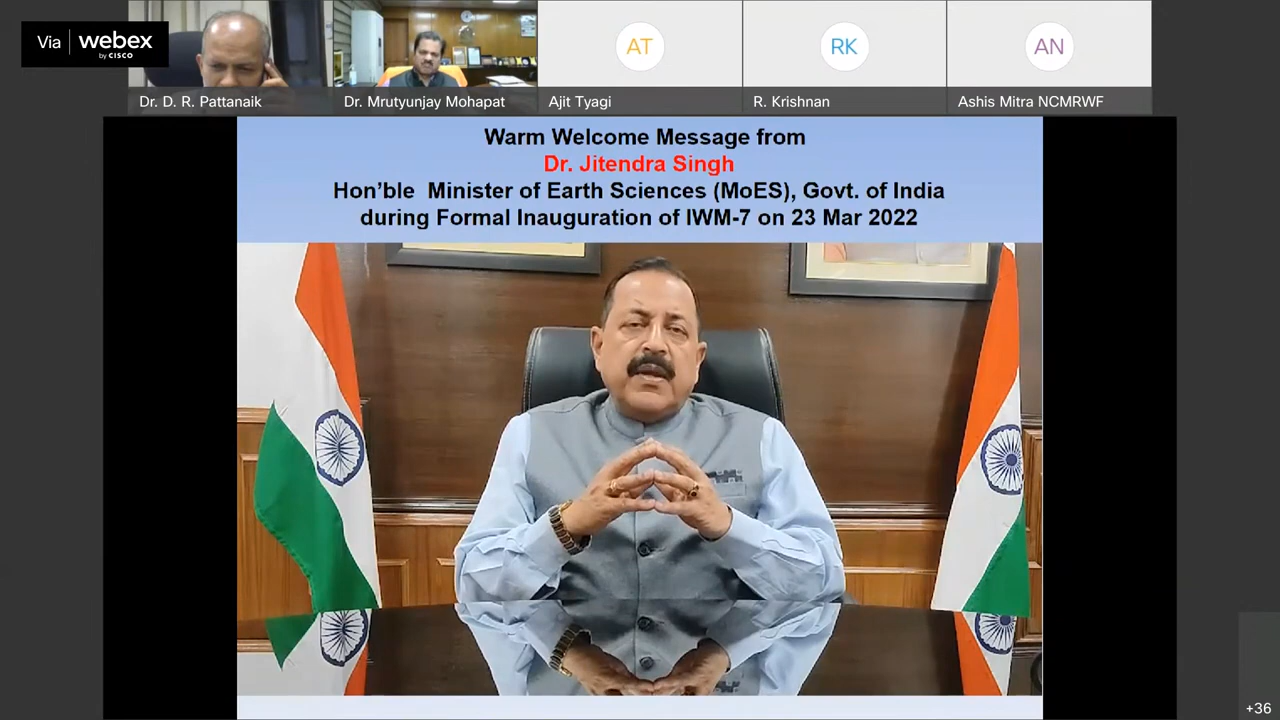 Via webex
by CISCO
Dr. D. R. Pattanaik
Dr. Mrutyunjay Mohapat
AT
Ajit Tyagi
RK
R. Krishnan
AN
Ashis Mitra NCMRWF
Warm Welcome Message from
Dr. Jitendra Singh
Hon’ble Minister of Earth Sciences (MoES), Govt. of India
during Formal Inauguration of IWM-7 on 23 Mar 2022
+36